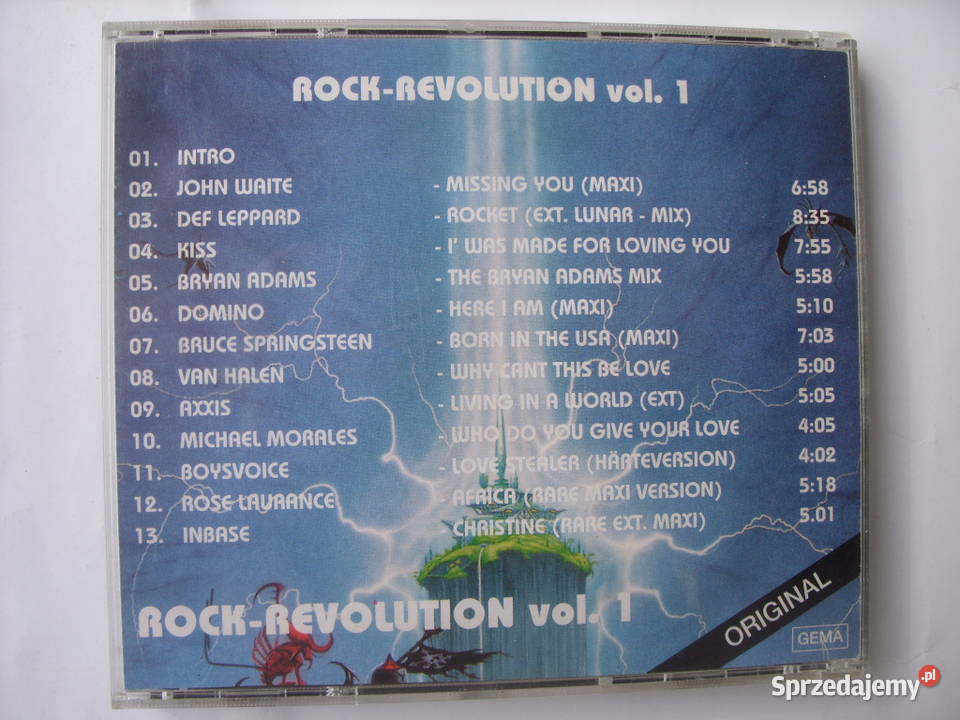 ROCK-REVOLUTION vol. 1
01. INTRO
02. JOHN WAITE - MISSING YOU (MAXI) 6:58
03. DEF LEPPARD - ROCKET (EXT. LUNAR - MIX) 8:35
04. KISS - I' WAS MADE FOR LOVING YOU 7:55
05. BRYAN ADAMS - THE BRYAN ADAMS MIX 5:58
06. DOMINO - HERE I AM (MAXI) 5:10
07. BRUCE SPRINGSTEEN - BORN IN THE USA (MAXI) 7:03
08. VAN HALEN - WHY CANT THIS BE LOVE 5:00
09. AXXIS - LIVING IN A WORLD (EXT) 5:05
10. MICHAEL MORALES - WHO DO YOU GIVE YOUR LOVE 4:05
11. BOYSVOICE - LOVE STEALER (HÄRTEVERSION) 4:02
12. ROSE LAURANCE - AFRICA (RARE MAXI VERSION) 5:18
13. INBASE CHRISTINE (RARE EXT. MAXI) 5.01
ROCK-REVOLUTION vol. 1
ORIGINAL
GEMA
Sprzedajemy.pl